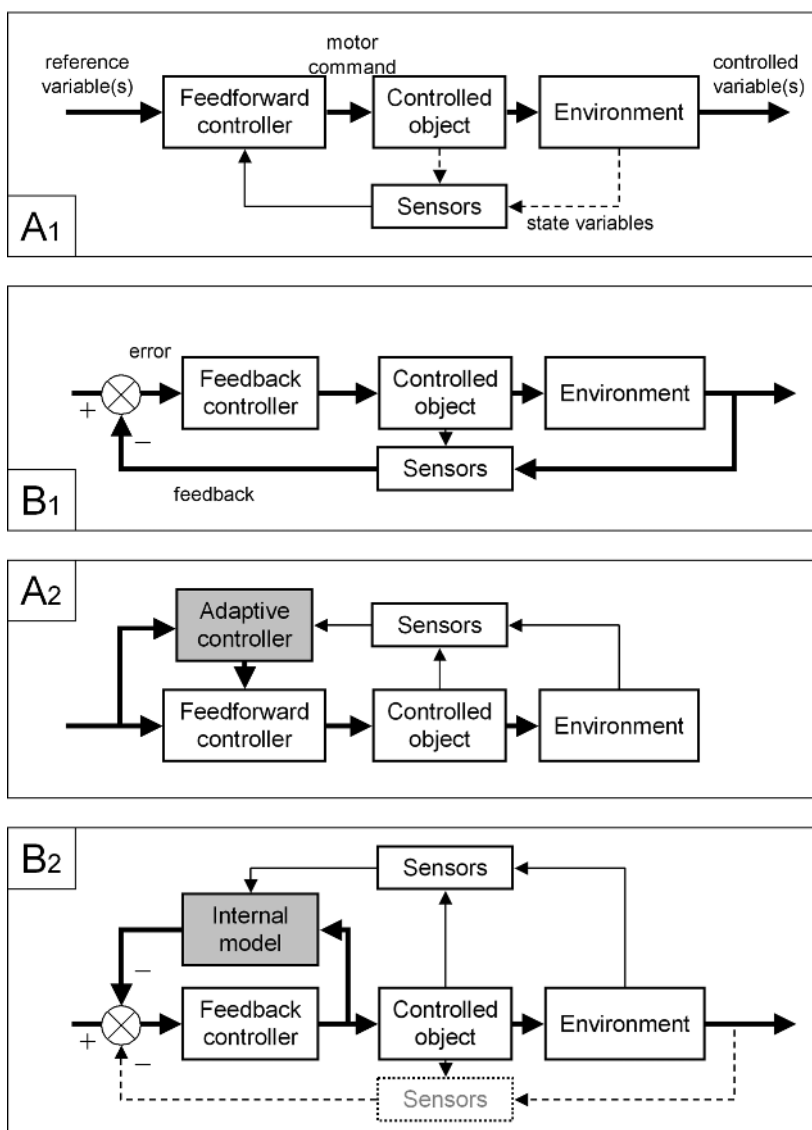 reference
variable(s)
motor
command
controlled
variable(s)
Feedforward
controller
Controlled
object
Environment
Sensors
state variables
A1
B1
error
+
−
Feedback
controller
Controlled
object
Environment
Sensors
feedback
A2
Adaptive
controller
Sensors
Feedforward
controller
Controlled
object
Environment
B2
Sensors
Internal
model
−
+
−
Feedback
controller
Controlled
object
Environment
Sensors